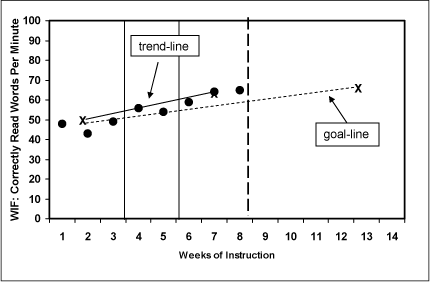 WIF: Correctly Read Words Per Minute
100
90
80
70
60
50
40
30
20
10
0
trend-line
goal-line
X
X
X
1 2 3 4 5 6 7 8 9 10 11 12 13 14
Weeks of Instruction